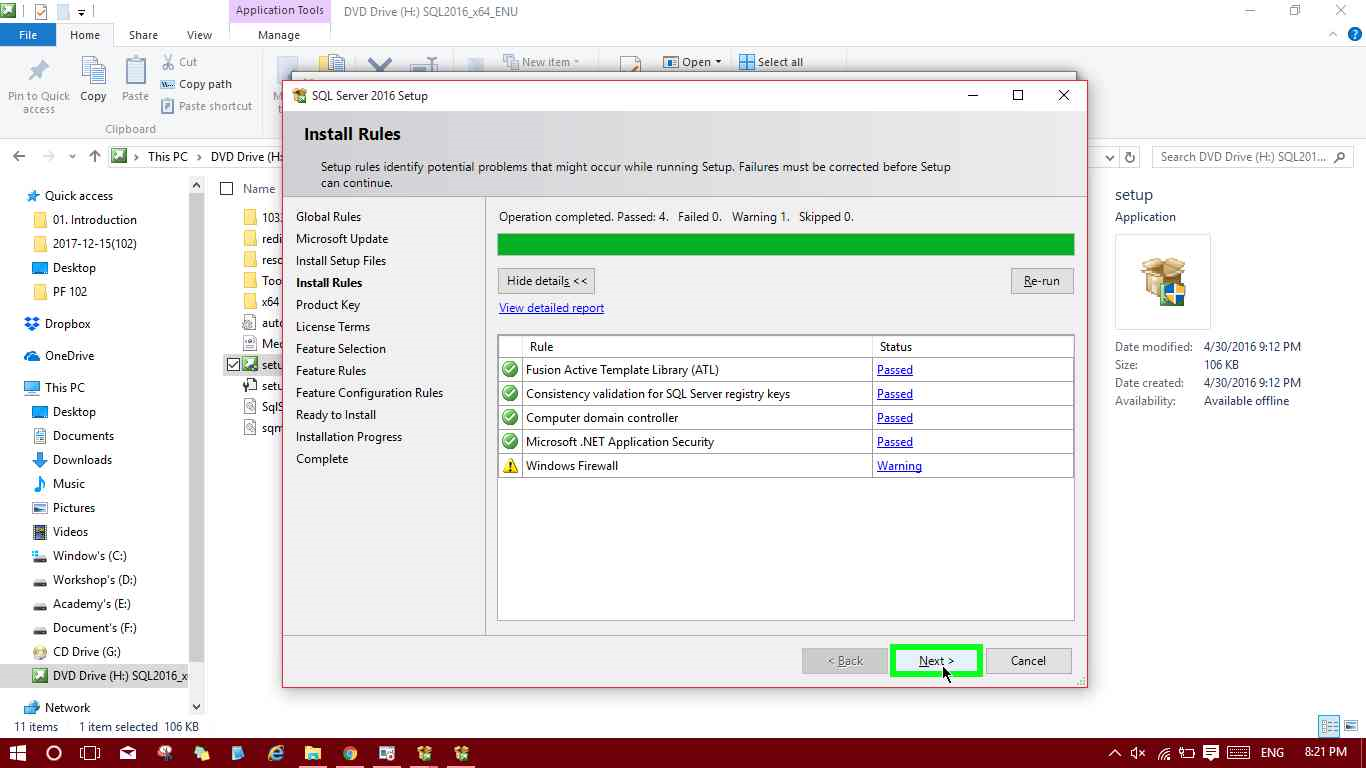 Application Tools
DVD Drive (H:) SQL2016_x64_ENU
File
Home
Share
View
Manage
Pin to Quick
access
Copy
Paste
Cut
Copy path
Paste shortcut
Clipboard
New item
Open
Select all
This PC
DVD Drive (H:
Search DVD Drive (H:) SQL201...
Quick access
01. Introduction
2017-12-15(102)
Desktop
PF 102
Dropbox
OneDrive
This PC
Desktop
Documents
Downloads
Music
Pictures
Videos
Window's (C:)
Workshop's (D:)
Academy's (E:)
Document's (F:)
CD Drive (G:)
DVD Drive (H:) SQL2016_x
Network
Name
103
redi
reso
Too
x64
auto
Med
setu
setu
SqlS
sqm
SQL Server 2016 Setup
Install Rules
Setup rules identify potential problems that might occur while running Setup. Failures must be corrected before Setup
can continue.
Global Rules
Microsoft Update
Install Setup Files
Install Rules
Product Key
License Terms
Feature Selection
Feature Rules
Feature Configuration Rules
Ready to Install
Installation Progress
Complete
Operation completed. Passed: 4. Failed 0. Warning 1. Skipped 0.
Hide details <<
Re-run
View detailed report
Rule Status
Fusion Active Template Library (ATL) Passed
Consistency validation for SQL Server registry keys Passed
Computer domain controller Passed
Microsoft .NET Application Security Passed
Windows Firewall Warning
< Back
Next >
Cancel
setup
Application
Date modified: 4/30/2016 9:12 PM
Size: 106 KB
Date created: 4/30/2016 9:12 PM
Availability: Available offline
11 items 1 item selected 106 KB
ENG
8:21 PM